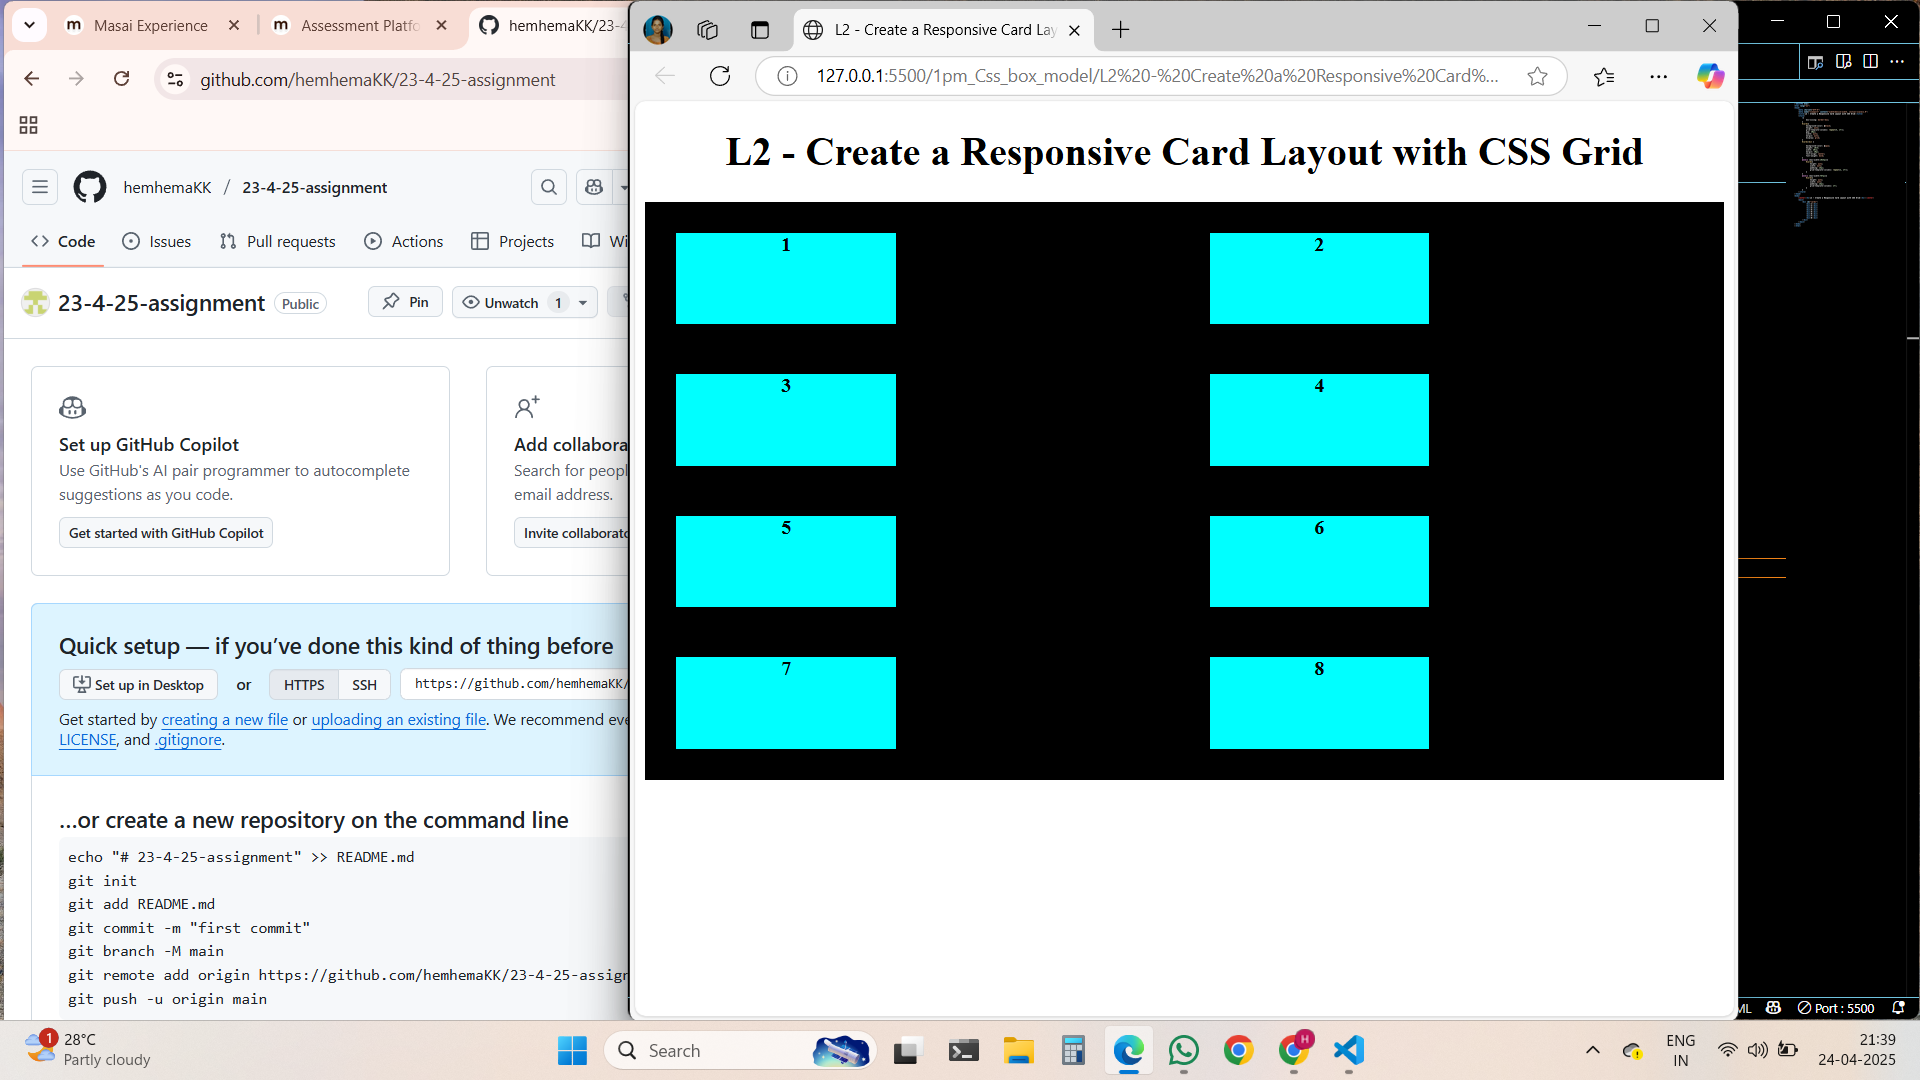 Masai Experience
Assessment Platfo
hemhemaKK/23-4
github.com/hemhemaKK/23-4-25-assignment
hemhemaKK / 23-4-25-assignment
Code
Issues
Pull requests
Actions
Projects
Wi
23-4-25-assignment Public
Pin
Unwatch 1
Set up GitHub Copilot
Use GitHub's AI pair programmer to autocomplete
suggestions as you code.
Get started with GitHub Copilot
Add collabora
Search for peopl
email address.
Invite collaborato
Quick setup — if you’ve done this kind of thing before
Set up in Desktop or HTTPS SSH https://github.com/hemhemaKK/
Get started by creating a new file or uploading an existing file. We recommend eve
LICENSE, and .gitignore.
...or create a new repository on the command line
echo "# 23-4-25-assignment" >> README.md
git init
git add README.md
git commit -m "first commit"
git branch -M main
git remote add origin https://github.com/hemhemaKK/23-4-25-assign
git push -u origin main
L2 - Create a Responsive Card Lay
127.0.0.1:5500/1pm_Css_box_model/L2%20-%20Create%20a%20Responsive%20Card%...
L2 - Create a Responsive Card Layout with CSS Grid
1
2
3
4
5
6
7
8
ML
Port : 5500
1
28°C
Partly cloudy
Search
H
ENG
IN
21:39
24-04-2025